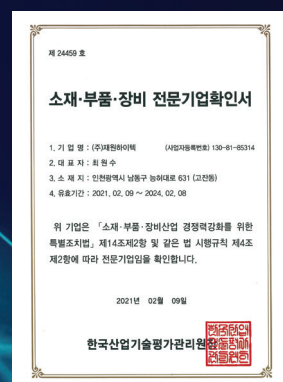 제 24459 호
소재·부품·장비 전문기업확인서
1. 기 업 명 : (주)재원하이텍 (사업자등록번호) 130-81-85314
2. 대 표 자 : 최 원 수
3. 소 재 지 : 인천광역시 남동구 능허대로 631 (고잔동)
4. 유효기간 : 2021. 02. 09 ~ 2024. 02. 08
위 기업은 「소재·부품·장비산업 경쟁력강화를 위한
특별조치법」 제14조제2항 및 같은 법 시행규칙 제4조
제2항에 따라 전문기업임을 확인합니다.
2021년 02월 09일
한국산업기술평가관리원장